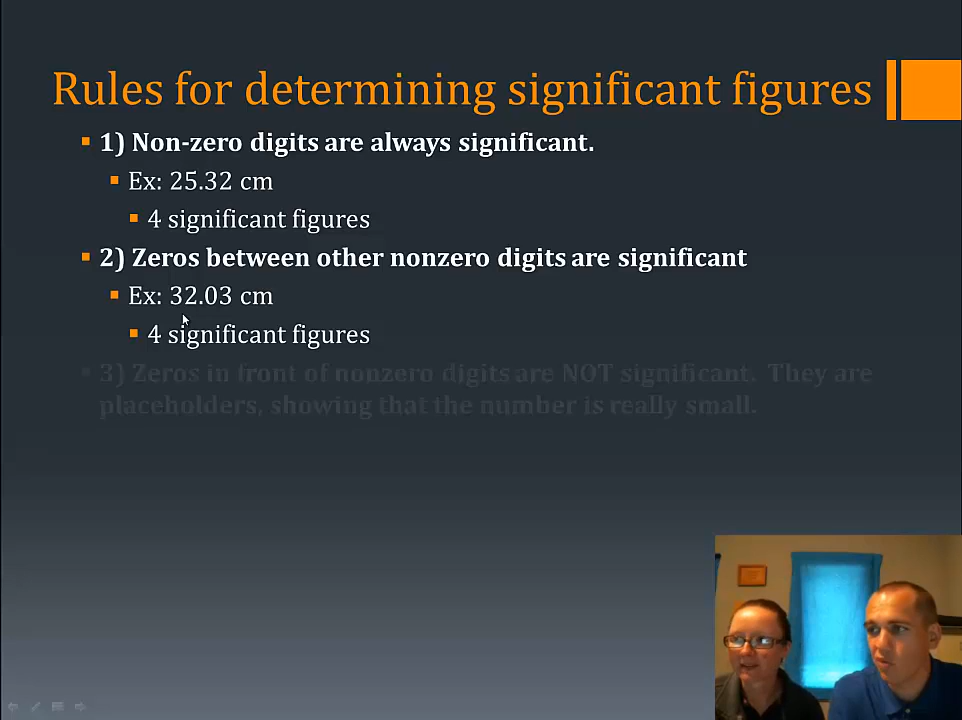 Rules for determining significant figures
1) Non-zero digits are always significant.
Ex: 25.32 cm
4 significant figures
2) Zeros between other nonzero digits are significant
Ex: 32.03 cm
4 significant figures
3) Zeros in front of nonzero digits are NOT significant. They are
placeholders, showing that the number is really small.